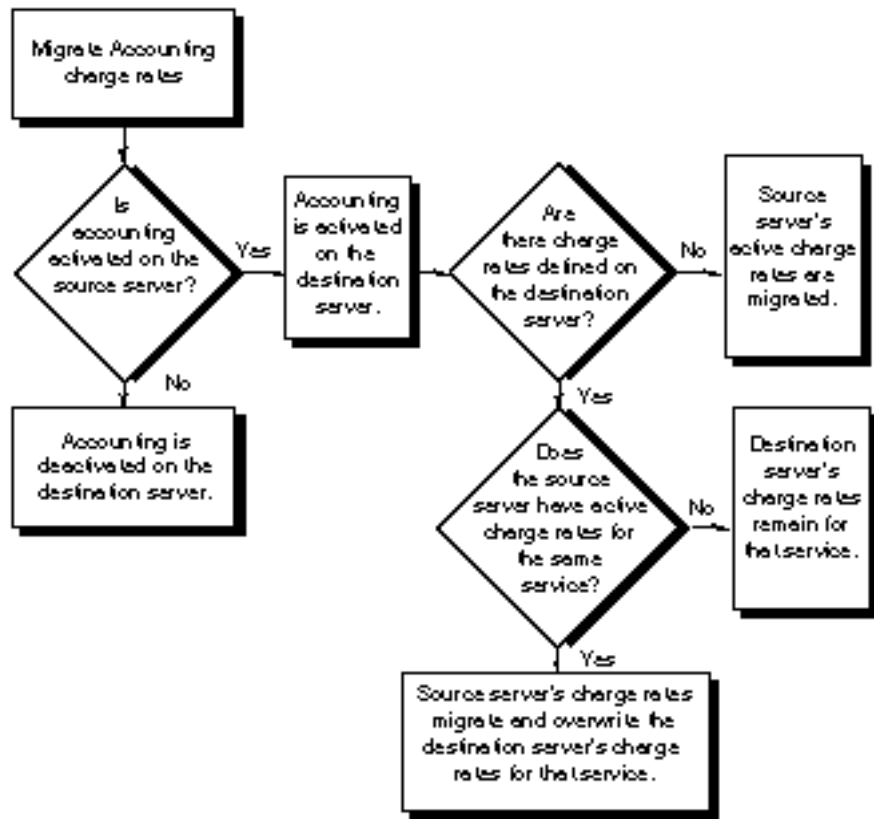 Migrate Accounting
charge rates
Is
accounting
activated on the
source server?
Yes
No
Accounting is
deactivated on the
destination server.
Accounting
is activated
on the
destination
server.
Are
there charge
rates defined on
the destination
server?
No
Yes
Source
server's
active charge
rates are
migrated.
Does
the source
server have active
charge rates for
the same
service?
No
Yes
Destination
server's
charge rates
remain for
that service.
Source server's charge rates
migrate and overwrite the
destination server's charge
rates for that service.